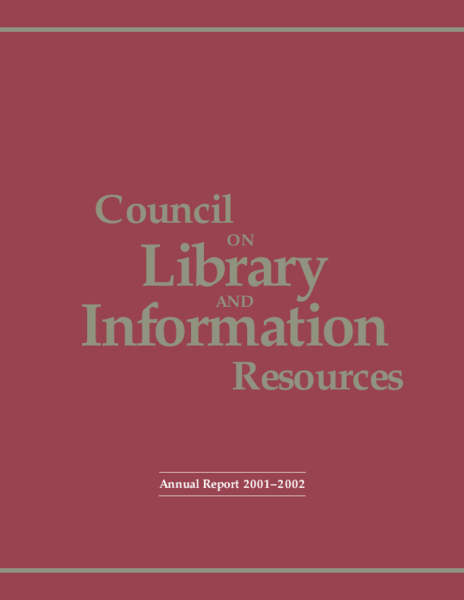 Council
ON
Library
AND
Information
Resources
Annual Report 2001–2002